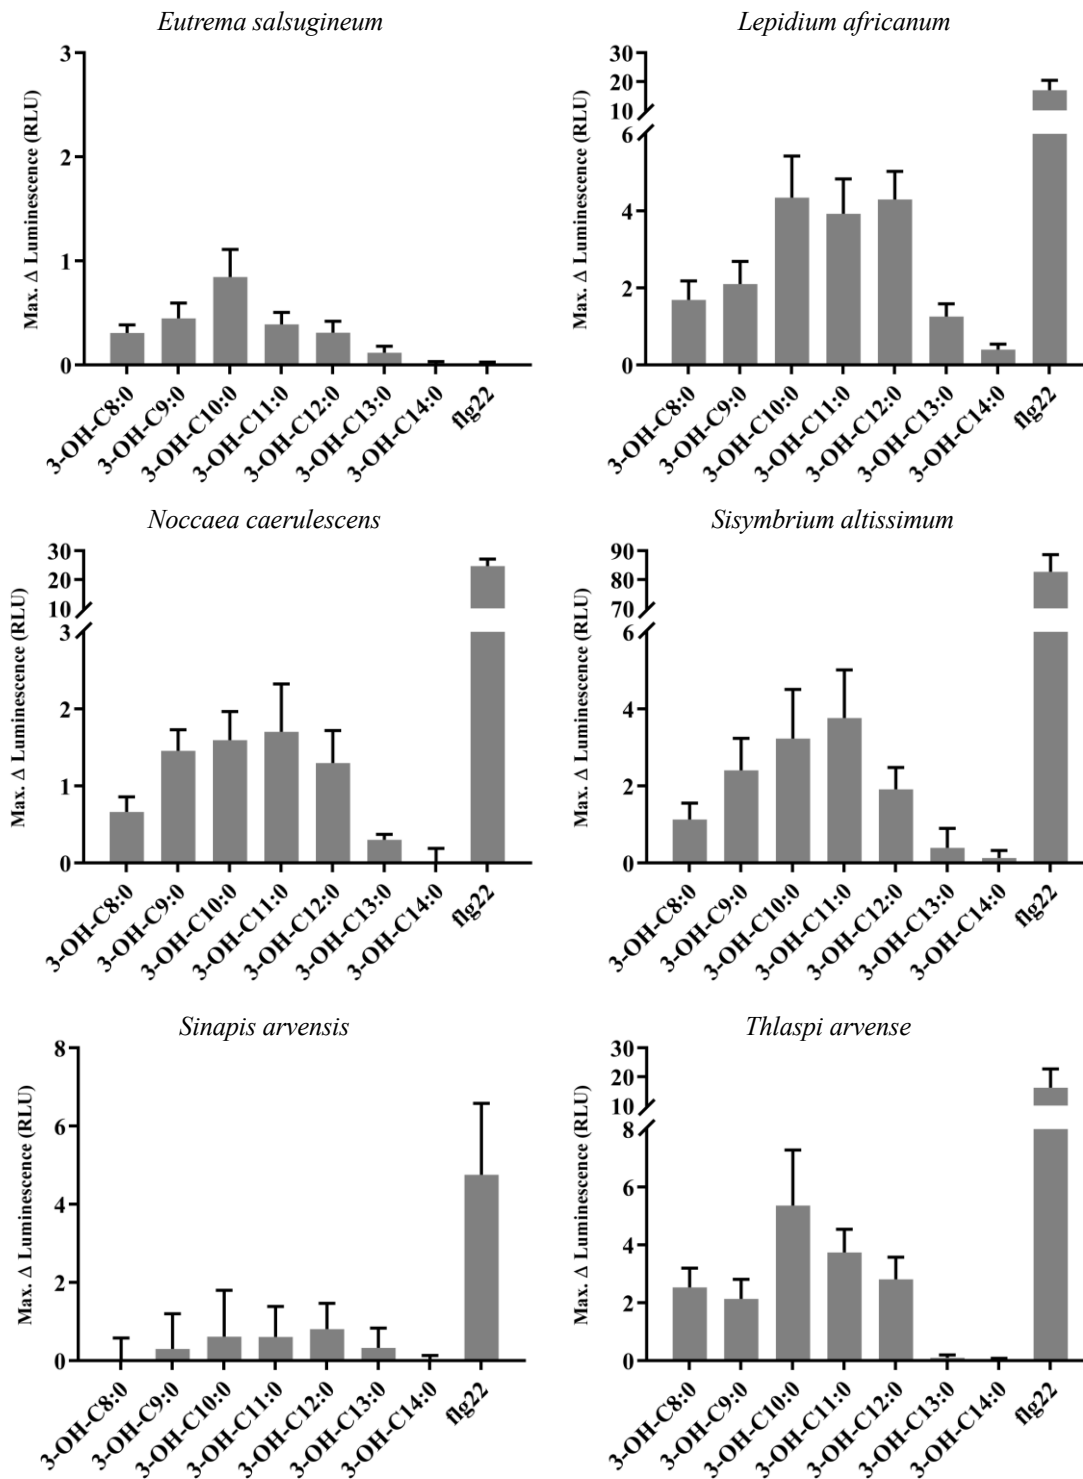 Eutrema salsugineum
Max. Δ Luminescence (RLU)
3
2
1
0
3-OH-C8:0
3-OH-C9:0
3-OH-C10:0
3-OH-C11:0
3-OH-C12:0
3-OH-C13:0
3-OH-C14:0
flg22
Lepidium africanum
Max. Δ Luminescence (RLU)
30
20
10
6
4
2
0
3-OH-C8:0
3-OH-C9:0
3-OH-C10:0
3-OH-C11:0
3-OH-C12:0
3-OH-C13:0
3-OH-C14:0
flg22
Noccaea caerulescens
Max. Δ Luminescence (RLU)
30
20
10
3
2
1
0
3-OH-C8:0
3-OH-C9:0
3-OH-C10:0
3-OH-C11:0
3-OH-C12:0
3-OH-C13:0
3-OH-C14:0
flg22
Sisymbrium altissimum
Max. Δ Luminescence (RLU)
90
80
70
6
4
2
0
3-OH-C8:0
3-OH-C9:0
3-OH-C10:0
3-OH-C11:0
3-OH-C12:0
3-OH-C13:0
3-OH-C14:0
flg22
Sinapis arvensis
Max. Δ Luminescence (RLU)
8
6
4
2
0
3-OH-C8:0
3-OH-C9:0
3-OH-C10:0
3-OH-C11:0
3-OH-C12:0
3-OH-C13:0
3-OH-C14:0
flg22
Thlaspi arvense
Max. Δ Luminescence (RLU)
30
20
10
8
6
4
2
0
3-OH-C8:0
3-OH-C9:0
3-OH-C10:0
3-OH-C11:0
3-OH-C12:0
3-OH-C13:0
3-OH-C14:0
flg22